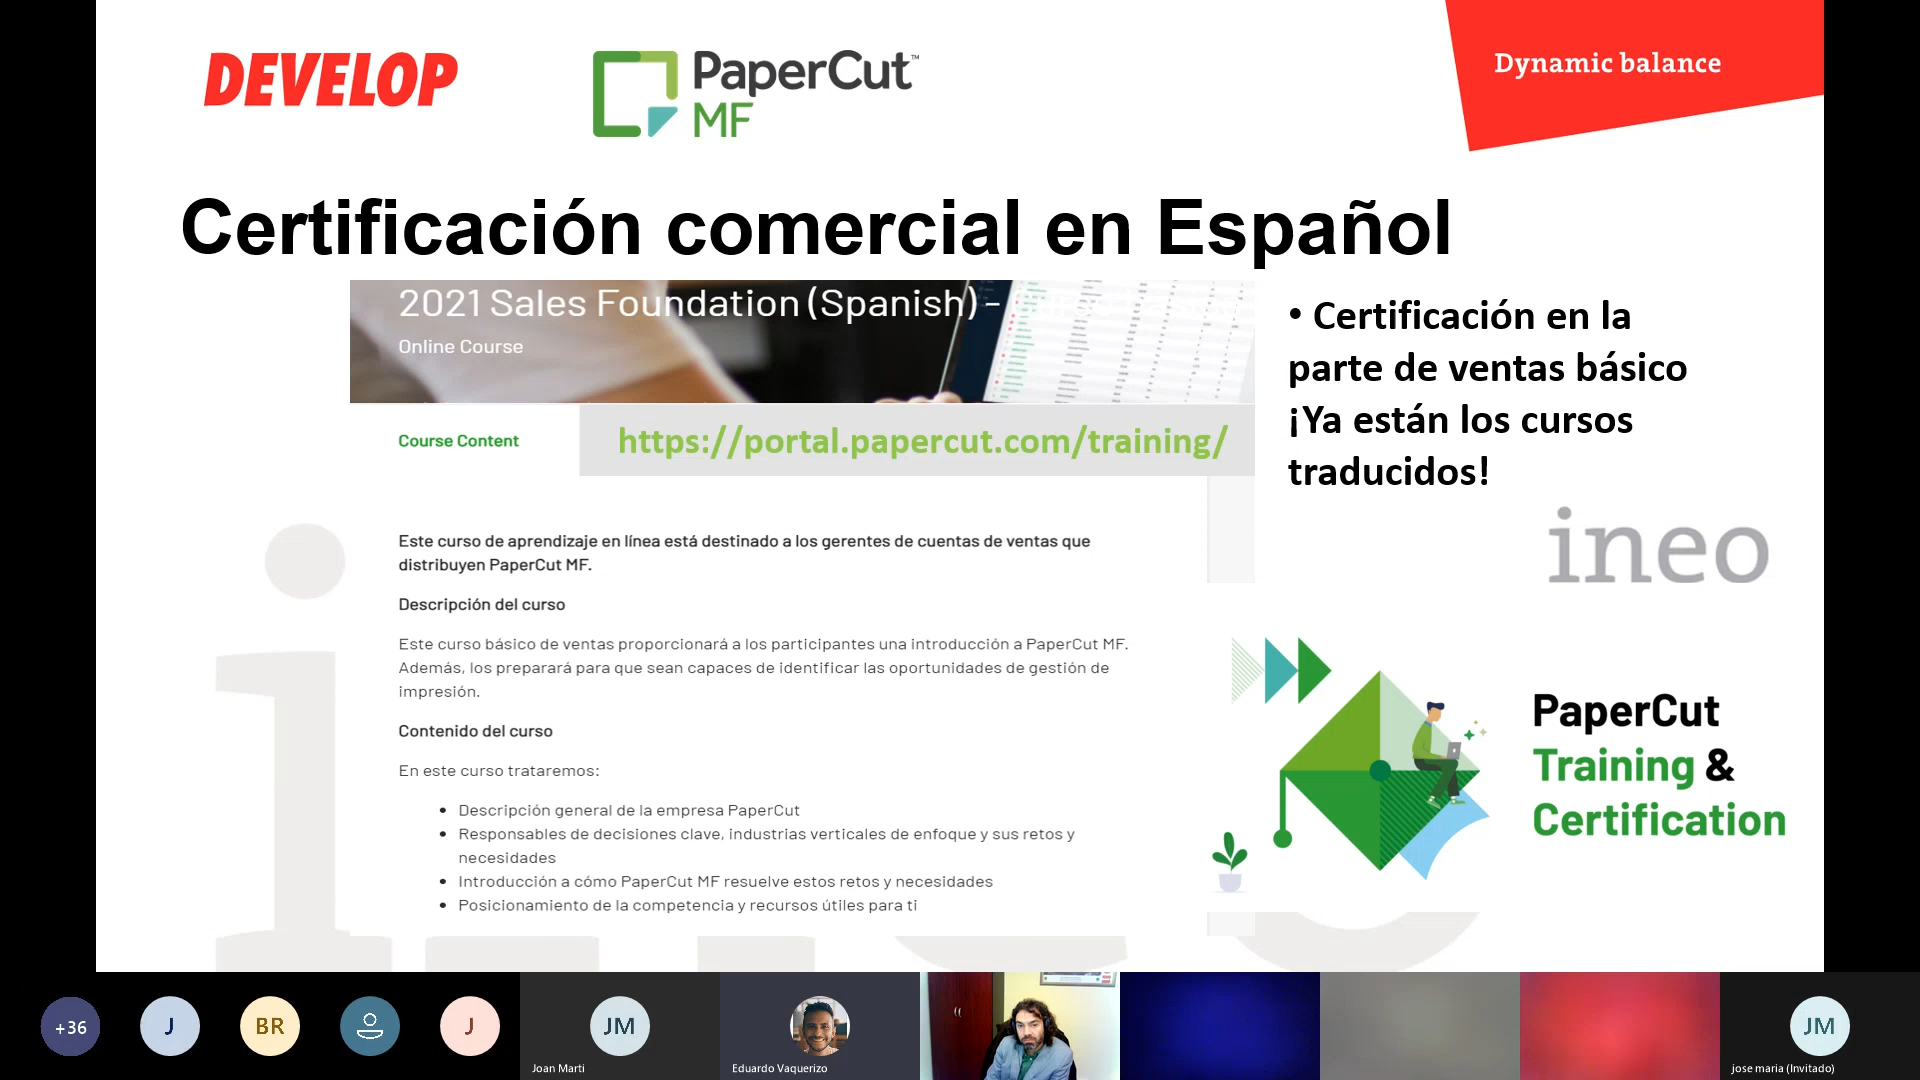 DEVELOP
PaperCut™
MF
Dynamic balance
Certificación comercial en Español
2021 Sales Foundation (Spanish) -
Online Course
Course Content
https://portal.papercut.com/training/
• Certificación en la
parte de ventas básico
¡Ya están los cursos
traducidos!
ineo
Este curso de aprendizaje en línea está destinado a los gerentes de cuentas de ventas que
distribuyen PaperCut MF.
Descripción del curso
Este curso básico de ventas proporcionará a los participantes una introducción a PaperCut MF.
Además, los preparará para que sean capaces de identificar las oportunidades de gestión de
impresión.
Contenido del curso
En este curso trataremos:
• Descripción general de la empresa PaperCut
• Responsables de decisiones clave, industrias verticales de enfoque y sus retos y
necesidades
• Introducción a cómo PaperCut MF resuelve estos retos y necesidades
• Posicionamiento de la competencia y recursos útiles para ti
PaperCut
Training &
Certification
+36
J
BR
J
JM
Joan Marti
Eduardo Vaquerizo
JM
jose maria (Invitado)